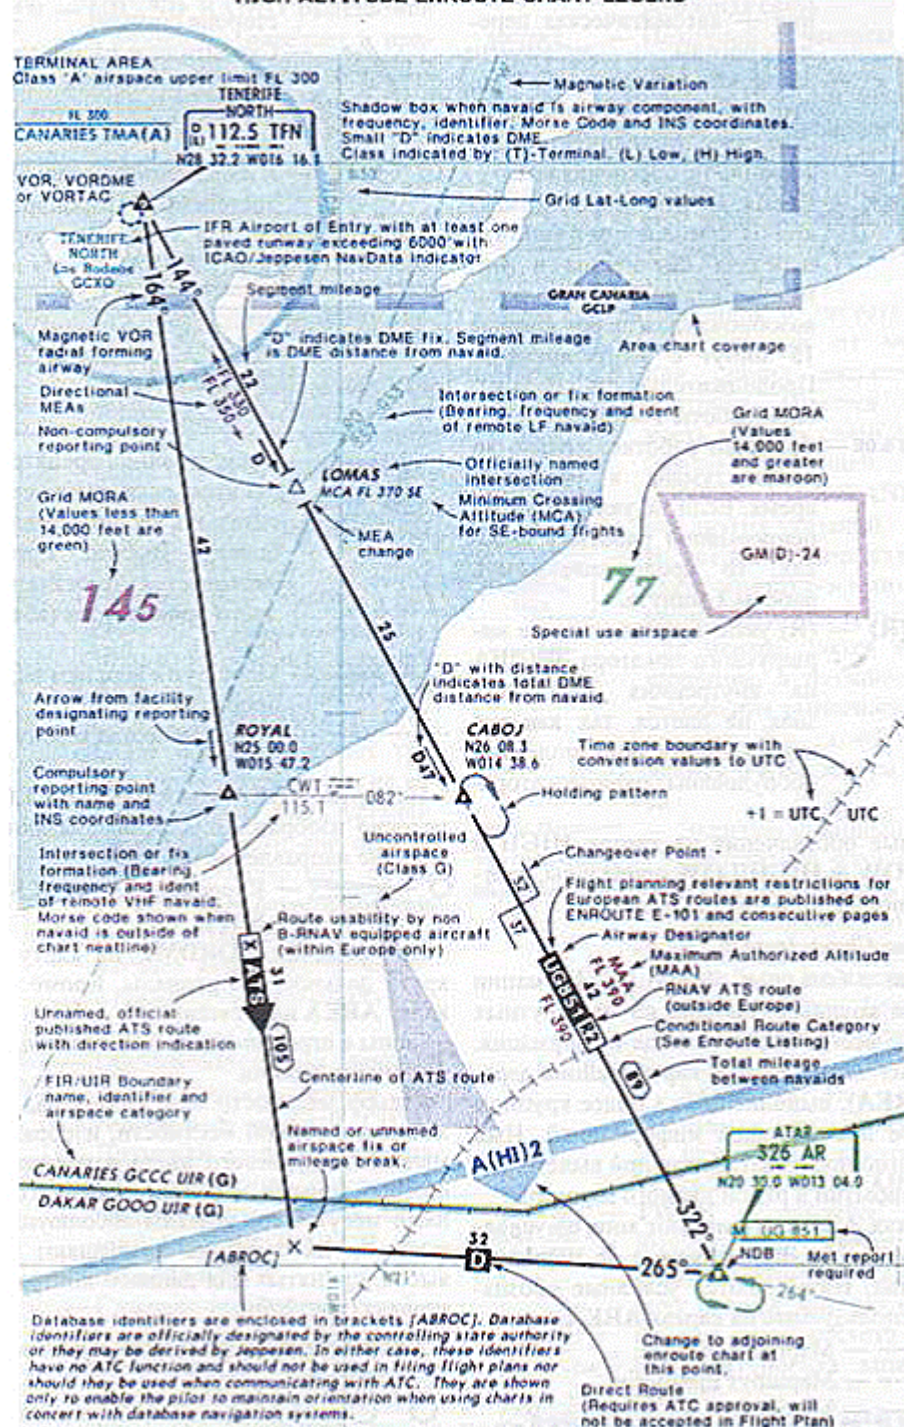 HIGH ALTITUDE ENROUTE CHART LEGEND
TERMINAL AREA
Class "A" airspace upper limit FL 300
FL 300
CANARIES TMA(A)
TENERIFE
NORTH
D
(L) 112.5 TFN
N28 32.2 W016 16.1
Magnetic Variation
Shadow box when navaid is airway component, with
frequency, identifier, Morse Code and INS coordinates.
Small "D" indicates DME.
Class indicated by: (T)-Terminal, (L) Low, (H) High.
VOR, VORDME
or VORTAC
Grid Lat-Long values
TENERIFE
NORTH
Los Rodeos
GCXO
IFR Airport of Entry with at least one
paved runway exceeding 6000' with
ICAO/Jeppesen NavData indicator
164°
144°
Segment mileage
GRAN CANARIA
GCLP
Area chart coverage
Magnetic VOR
radial forming
airway
"D" indicates DME fix. Segment mileage
is DME distance from navaid.
22
FL 330
FL 350
D
Directional
MEAs
Intersection or fix formation
(Bearing, frequency and ident
of remote LF navaid)
Grid MORA
(Values
14,000 feet
and greater
are maroon)
Non-compulsory
reporting point
LOMAS
MCA FL 370 SE
Officially named
intersection
Minimum Crossing
Altitude (MCA)
for SE-bound flights
Grid MORA
(Values less than
14,000 feet are
green)
42
MEA
change
GM(D)-24
145
77
25
Special use airspace
"D" with distance
indicates total DME
distance from navaid.
Arrow from facility
designating reporting
point
ROYAL
N25 00.0
W015 47.2
CABOJ
N26 08.3
W014 38.6
D47
Time zone boundary with
conversion values to UTC
+1 = UTC
UTC
Compulsory
reporting point
with name and
INS coordinates
CWT
115.1
082°
Holding pattern
Uncontrolled
airspace
(Class G)
Changeover Point
52
37
Intersection or fix
formation (Bearing,
frequency and ident
of remote VHF navaid.
Morse code shown when
navaid is outside of
chart neatline)
Flight planning relevant restrictions for
European ATS routes are published on
ENROUTE E-101 and consecutive pages
Route usability by non
B-RNAV equipped aircraft
(within Europe only)
X ATS
31
105
Airway Designator
Maximum Authorized Altitude
(MAA)
MAA
FL 390
UG851 R2
42
FL 390
RNAV ATS route
(outside Europe)
Conditional Route Category
(See Enroute Listing)
Unnamed, official
published ATS route
with direction indication
89
Total mileage
between navaids
FIR/UIR Boundary
name, identifier and
airspace category
Centerline of ATS route
Named or unnamed
airspace fix or
mileage break.
A(HI)2
ATAR
326 AR
N20 33.0 W013 04.0
CANARIES GCCC UIR (G)
DAKAR GOOO UIR (G)
322°
M UG 851
NDB
Met report
required
[ABROC]
32
D
265°
264°
Database identifiers are enclosed in brackets [ABROC]. Database
identifiers are officially designated by the controlling state authority
or they may be derived by Jeppesen. In either case, these identifiers
have no ATC function and should not be used in filing flight plans nor
should they be used when communicating with ATC. They are shown
only to enable the pilot to maintain orientation when using charts in
concert with database navigation systems.
Change to adjoining
enroute chart at
this point.
Direct Route
(Requires ATC approval, will
not be accepted in Flight Plan)